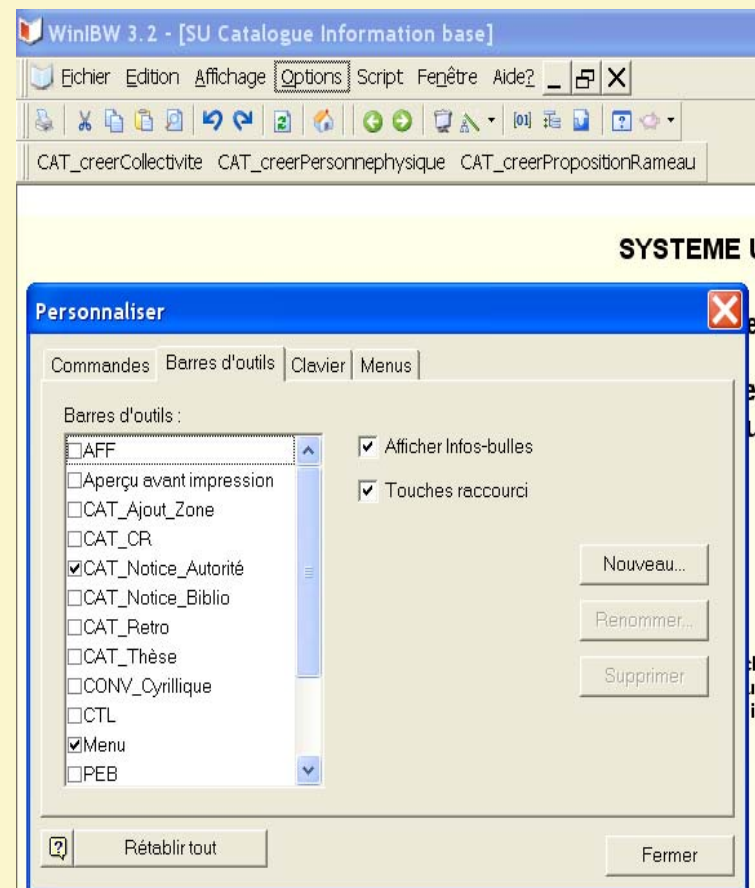 WinIBW 3.2 - [SU Catalogue Information base]
Fichier Edition Affichage Options Script Fenêtre Aide?
CAT_creerCollectivite CAT_creerPersonnephysique CAT_creerPropositionRameau
SYSTEME
Personnaliser
Commandes Barres d'outils Clavier Menus
Barres d'outils :
AFF
Aperçu avant impression
CAT_Ajout_Zone
CAT_CR
CAT_Notice_Autorité
CAT_Notice_Biblio
CAT_Retro
CAT_Thèse
CONV_Cyrillique
CTL
Menu
PEB
Afficher Infos-bulles
Touches raccourci
Nouveau...
Renommer...
Supprimer
Rétablir tout
Fermer